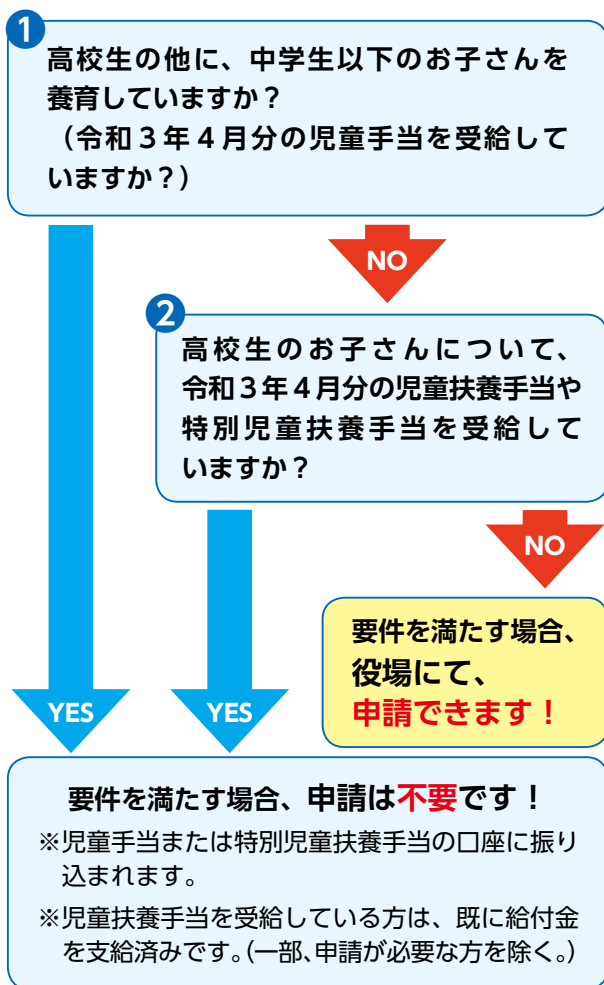 1
高校生の他に、中学生以下のお子さんを
養育していますか？
（令和３年４月分の児童手当を受給して
いますか？）
NO
2
高校生のお子さんについて、
令和３年４月分の児童扶養手当や
特別児童扶養手当を受給して
いますか？
NO
要件を満たす場合、
役場にて、
申請できます！
YES
YES
要件を満たす場合、申請は不要です！
※児童手当または特別児童扶養手当の口座に振り
込まれます。
※児童扶養手当を受給している方は、既に給付金
を支給済みです。（一部、申請が必要な方を除く。）